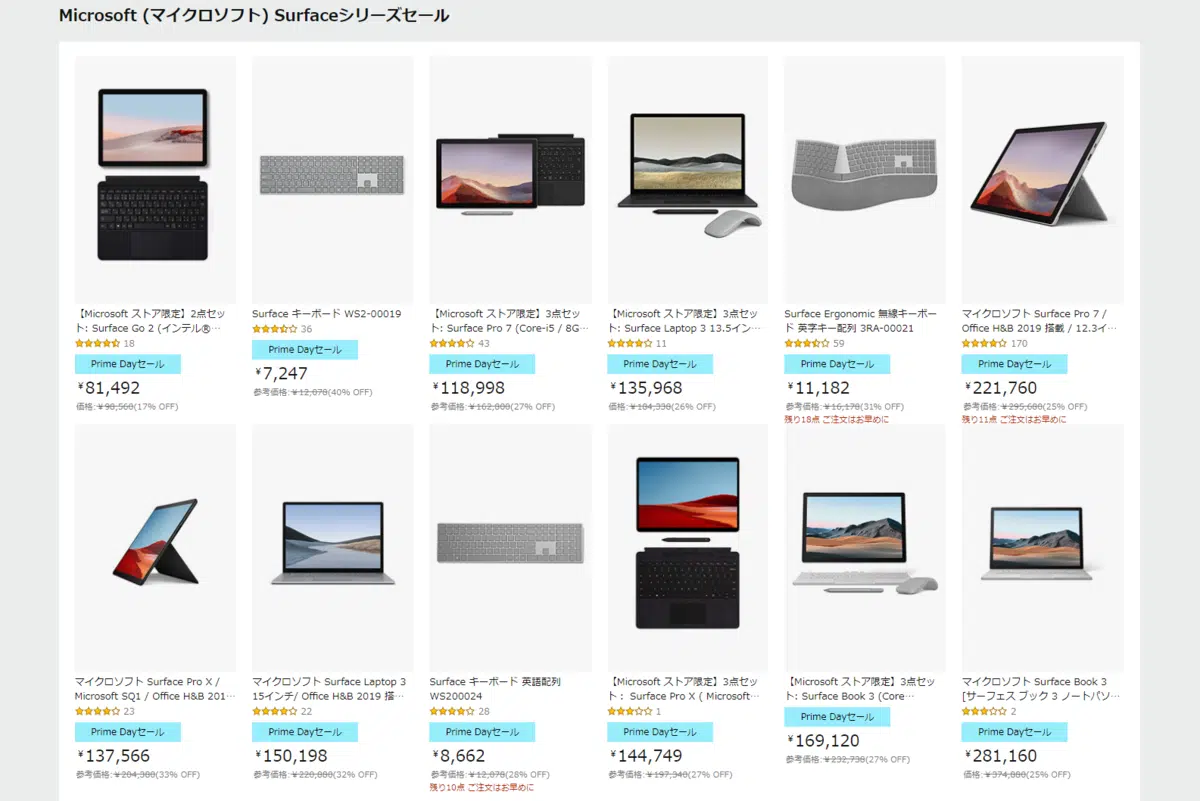 Microsoft (マイクロソフト) Surfaceシリーズセール
【Microsoft ストア限定】2点セッ
ト: Surface Go 2 (インテル®…
18
Prime Dayセール
¥81,492
価格: ¥98,560(17% OFF)
Surface キーボード WS2-00019
36
Prime Dayセール
¥7,247
参考価格: ¥12,078(40% OFF)
【Microsoft ストア限定】3点セッ
ト: Surface Pro 7 (Core-i5 / 8G…
43
Prime Dayセール
¥118,998
参考価格: ¥162,800(27% OFF)
【Microsoft ストア限定】3点セッ
ト: Surface Laptop 3 13.5イン…
11
Prime Dayセール
¥135,968
価格: ¥184,338(26% OFF)
Surface Ergonomic 無線キーボー
ド 英字キー配列 3RA-00021
59
Prime Dayセール
¥11,182
参考価格: ¥16,178(31% OFF)
残り18点 ご注文はお早めに
マイクロソフト Surface Pro 7 /
Office H&B 2019 搭載 / 12.3イ…
170
Prime Dayセール
¥221,760
参考価格: ¥295,680(25% OFF)
残り11点 ご注文はお早めに
マイクロソフト Surface Pro X /
Microsoft SQ1 / Office H&B 201…
23
Prime Dayセール
¥137,566
参考価格: ¥204,380(33% OFF)
マイクロソフト Surface Laptop 3
15インチ/ Office H&B 2019 搭…
22
Prime Dayセール
¥150,198
参考価格: ¥220,880(32% OFF)
Surface キーボード 英語配列
WS200024
28
Prime Dayセール
¥8,662
参考価格: ¥12,078(28% OFF)
残り10点 ご注文はお早めに
【Microsoft ストア限定】3点セッ
ト： Surface Pro X ( Microsoft…
1
Prime Dayセール
¥144,749
参考価格: ¥197,340(27% OFF)
【Microsoft ストア限定】3点セッ
ト: Surface Book 3 (Core…
Prime Dayセール
¥169,120
参考価格: ¥232,738(27% OFF)
マイクロソフト Surface Book 3
[サーフェス ブック 3 ノートパソ…
2
Prime Dayセール
¥281,160
価格: ¥374,880(25% OFF)